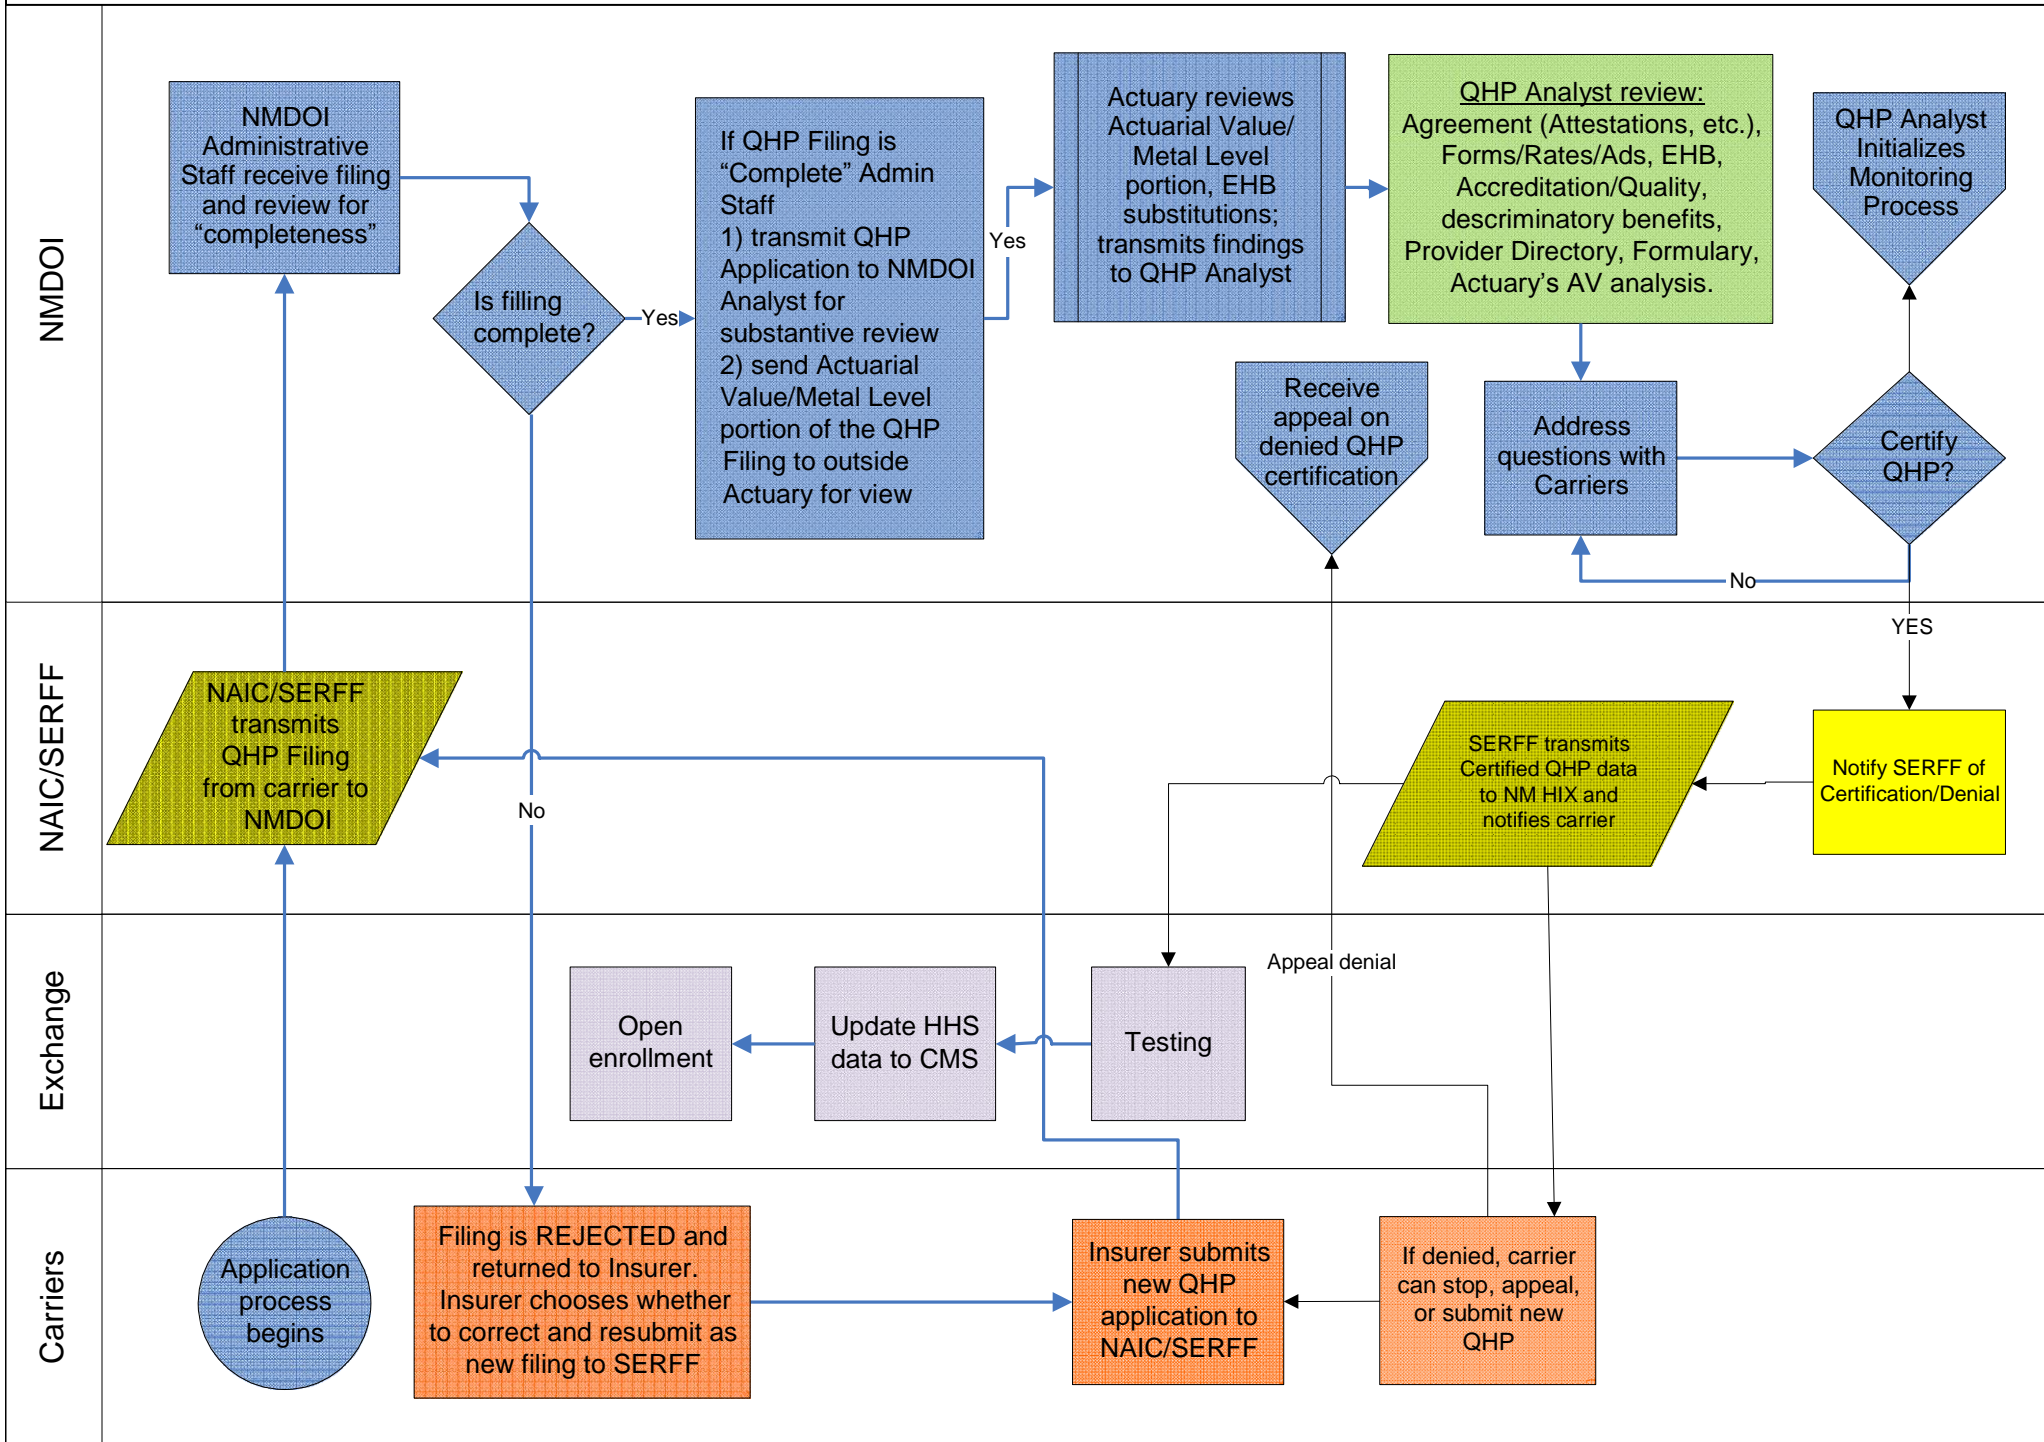 NMDOI
NMDOI
Administrative
Staff receive filing
and review for
“completeness”
Is filling
complete?
Yes
If QHP Filing is
“Complete” Admin
Staff
1) transmit QHP
Application to NMDOI
Analyst for
substantive review
2) send Actuarial
Value/Metal Level
portion of the QHP
Filing to outside
Actuary for view
Yes
Actuary reviews
Actuarial Value/
Metal Level
portion, EHB
substitutions;
transmits findings
to QHP Analyst
QHP Analyst review:
Agreement (Attestations, etc.),
Forms/Rates/Ads, EHB,
Accreditation/Quality,
descriminatory benefits,
Provider Directory, Formulary,
Actuary’s AV analysis.
QHP Analyst
Initializes
Monitoring
Process
Receive
appeal on
denied QHP
certification
Address
questions with
Carriers
Certify
QHP?
No
YES
NAIC/SERFF
NAIC/SERFF
transmits
QHP Filing
from carrier to
NMDOI
No
SERFF transmits
Certified QHP data
to NM HIX and
notifies carrier
Notify SERFF of
Certification/Denial
Exchange
Open
enrollment
Update HHS
data to CMS
Testing
Appeal denial
Carriers
Application
process
begins
Filing is REJECTED and
returned to Insurer.
Insurer chooses whether
to correct and resubmit as
new filing to SERFF
Insurer submits
new QHP
application to
NAIC/SERFF
If denied, carrier
can stop, appeal,
or submit new
QHP